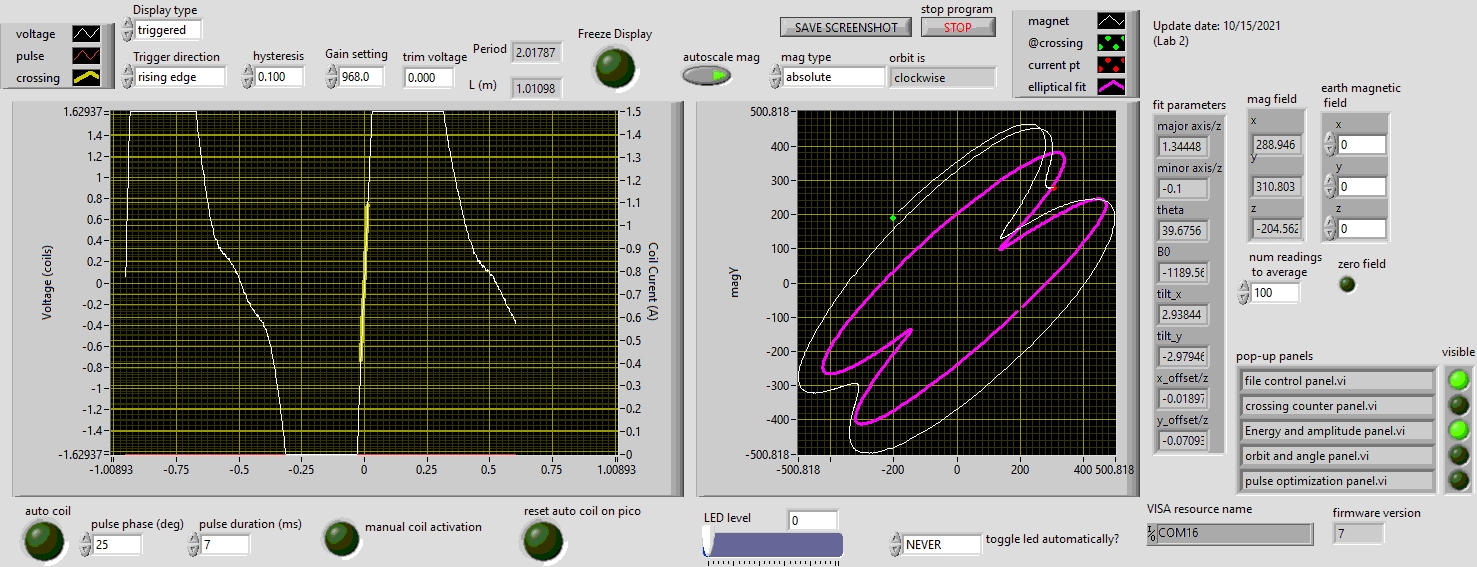 voltage
pulse
crossing
Display type
triggered
Trigger direction
rising edge
hysteresis
0.100
Gain setting
968.0
trim voltage
0.000
Period
2.01787
L (m)
1.01098
Freeze Display
SAVE SCREENSHOT
stop program
STOP
autoscale mag
mag type
absolute
orbit is
clockwise
magnet
@crossing
current pt
elliptical fit
Update date: 10/15/2021
(Lab 2)
Voltage (coils)
1.62937
1.4
1.2
1
0.8
0.6
0.4
0.2
0
-0.2
-0.4
-0.6
-0.8
-1
-1.2
-1.4
-1.62937
-1.00893
-0.75
-0.5
-0.25
0
0.25
0.5
0.75
1.00893
1.5
1.4
1.3
1.2
1.1
1
0.9
0.8
0.7
0.6
0.5
0.4
0.3
0.2
0.1
0
Coil Curent (A)
magY
500.818
400
300
200
100
0
-100
-200
-300
-400
-500.818
-500.818
-200
0
200
400
500.818
fit parameters
major axis/z
1.34448
minor axis/z
-0.1
theta
39.6756
B0
-1189.56
tilt_x
2.93844
tilt_y
-2.97946
x_offset/z
-0.01897
y_offset/z
-0.07093
mag field
x
288.946
y
310.803
z
-204.562
earth magnetic
field
x
0
y
0
z
0
num readings
to average
100
zero field
pop-up panels
visible
file control panel.vi
crossing counter panel.vi
Energy and amplitude panel.vi
orbit and angle panel.vi
pulse optimization panel.vi
auto coil
pulse phase (deg)
25
pulse duration (ms)
7
manual coil activation
reset auto coil on pico
LED level
0
NEVER
toggle led automatically?
VISA resource name
COM16
firmware version
7